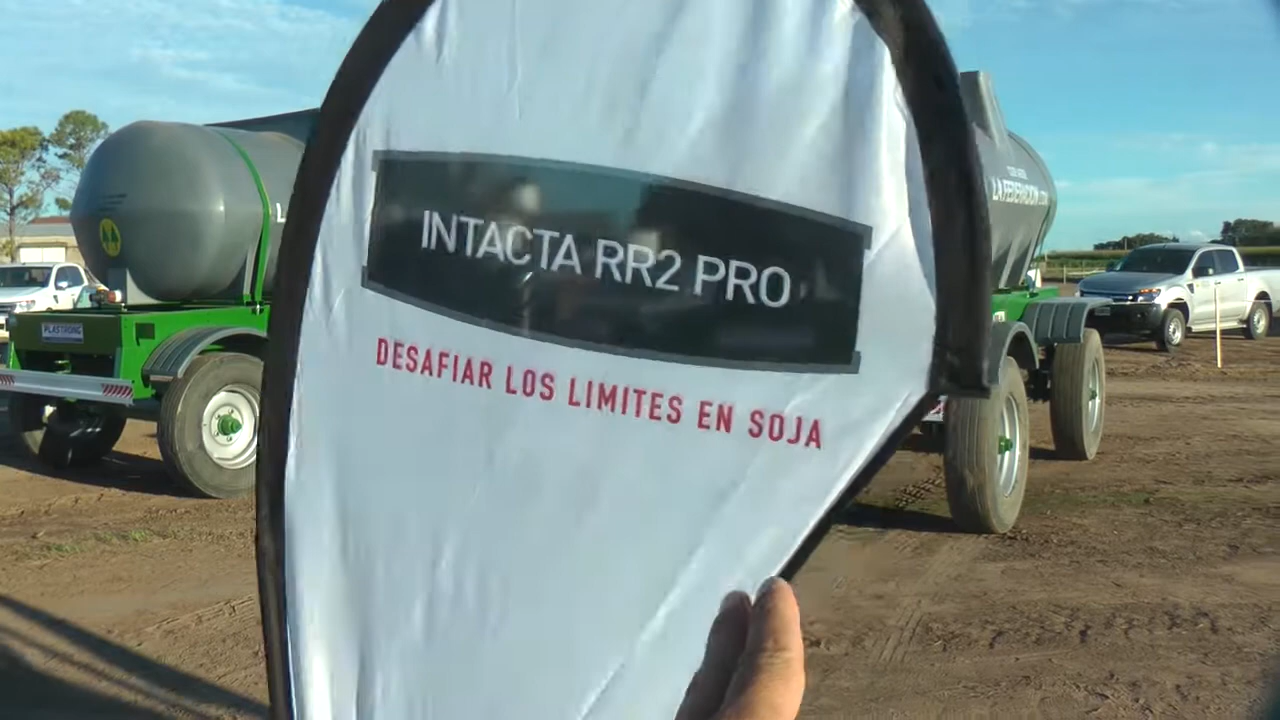 INTACTA RR2 PRO
DESAFIAR LOS LIMITES EN SOJA
PLASTRONG
L
LA FEDERACION